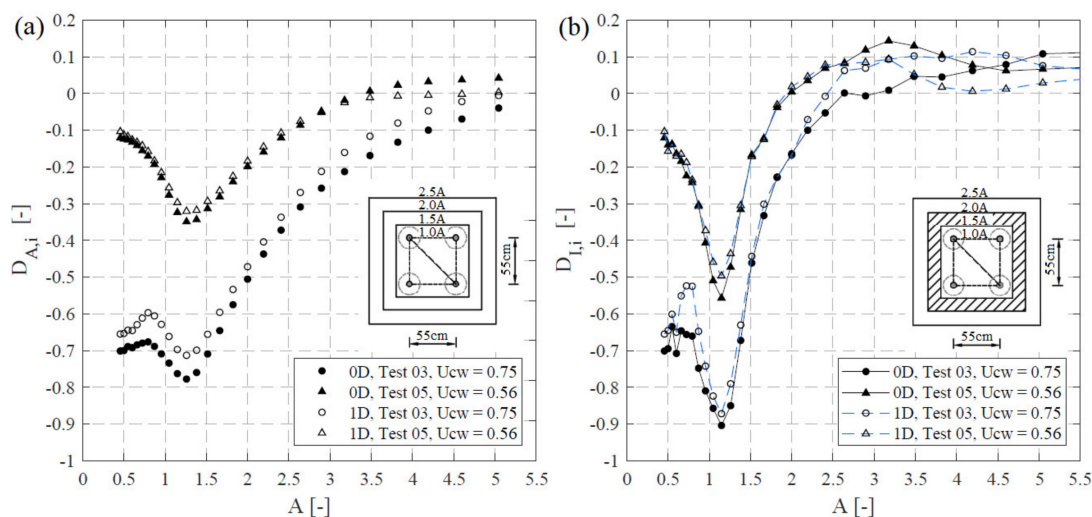 (a)
0.2
0.1
0
-0.1
-0.2
-0.3
-0.4
-0.5
-0.6
-0.7
-0.8
-0.9
-1
D_A,i [-]
0 0.5 1 1.5 2 2.5 3 3.5 4 4.5 5 5.5
A [-]
2.5A
2.0A
1.5A
1.0A
55cm
55cm
0D, Test 03, Ucw = 0.75
0D, Test 05, Ucw = 0.56
1D, Test 03, Ucw = 0.75
1D, Test 05, Ucw = 0.56
(b)
0.2
0.1
0
-0.1
-0.2
-0.3
-0.4
-0.5
-0.6
-0.7
-0.8
-0.9
-1
D_I,i [-]
0 0.5 1 1.5 2 2.5 3 3.5 4 4.5 5 5.5
A [-]
2.5A
2.0A
1.5A
1.0A
55cm
55cm
0D, Test 03, Ucw = 0.75
0D, Test 05, Ucw = 0.56
1D, Test 03, Ucw = 0.75
1D, Test 05, Ucw = 0.56